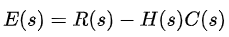 E(s) = R(s) − H(s)C(s)